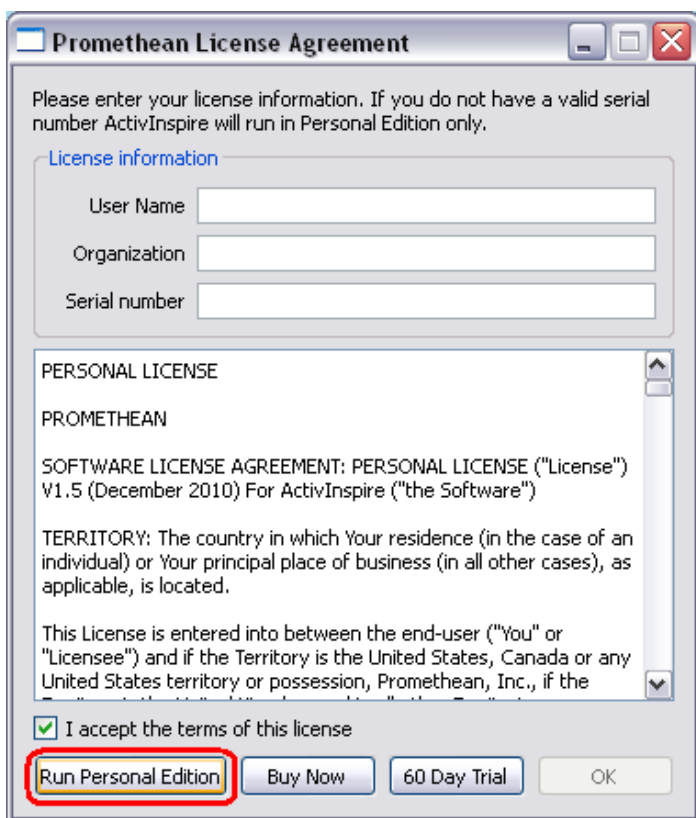 Promethean License Agreement
Please enter your license information. If you do not have a valid serial
number ActivInspire will run in Personal Edition only.
License information
User Name
Organization
Serial number
PERSONAL LICENSE
PROMETHEAN
SOFTWARE LICENSE AGREEMENT: PERSONAL LICENSE ("License")
V1.5 (December 2010) For ActivInspire ("the Software")
TERRITORY: The country in which Your residence (in the case of an
individual) or Your principal place of business (in all other cases), as
applicable, is located.
This License is entered into between the end-user ("You" or
"Licensee") and if the Territory is the United States, Canada or any
United States territory or possession, Promethean, Inc., if the
I accept the terms of this license
Run Personal Edition
Buy Now
60 Day Trial
OK